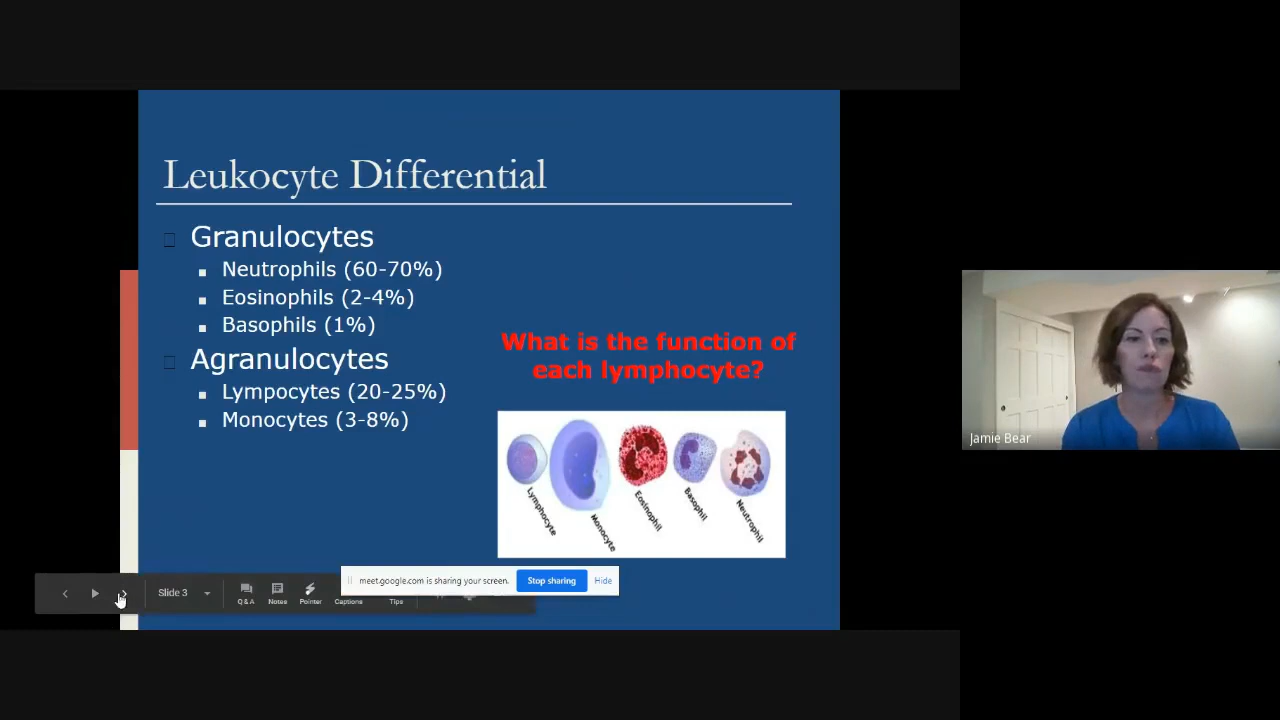 Leukocyte Differential
Granulocytes
Neutrophils (60-70%)
Eosinophils (2-4%)
Basophils (1%)
Agranulocytes
Lympocytes (20-25%)
Monocytes (3-8%)
What is the function of
each lymphocyte?
Lymphocyte
Monocyte
Eosinophil
Basophil
Neutrophil
Jamie Bear
meet.google.com is sharing your screen.
Stop sharing
Hide
Slide 3
Q & A
Notes
Pointer
Captions
Tips